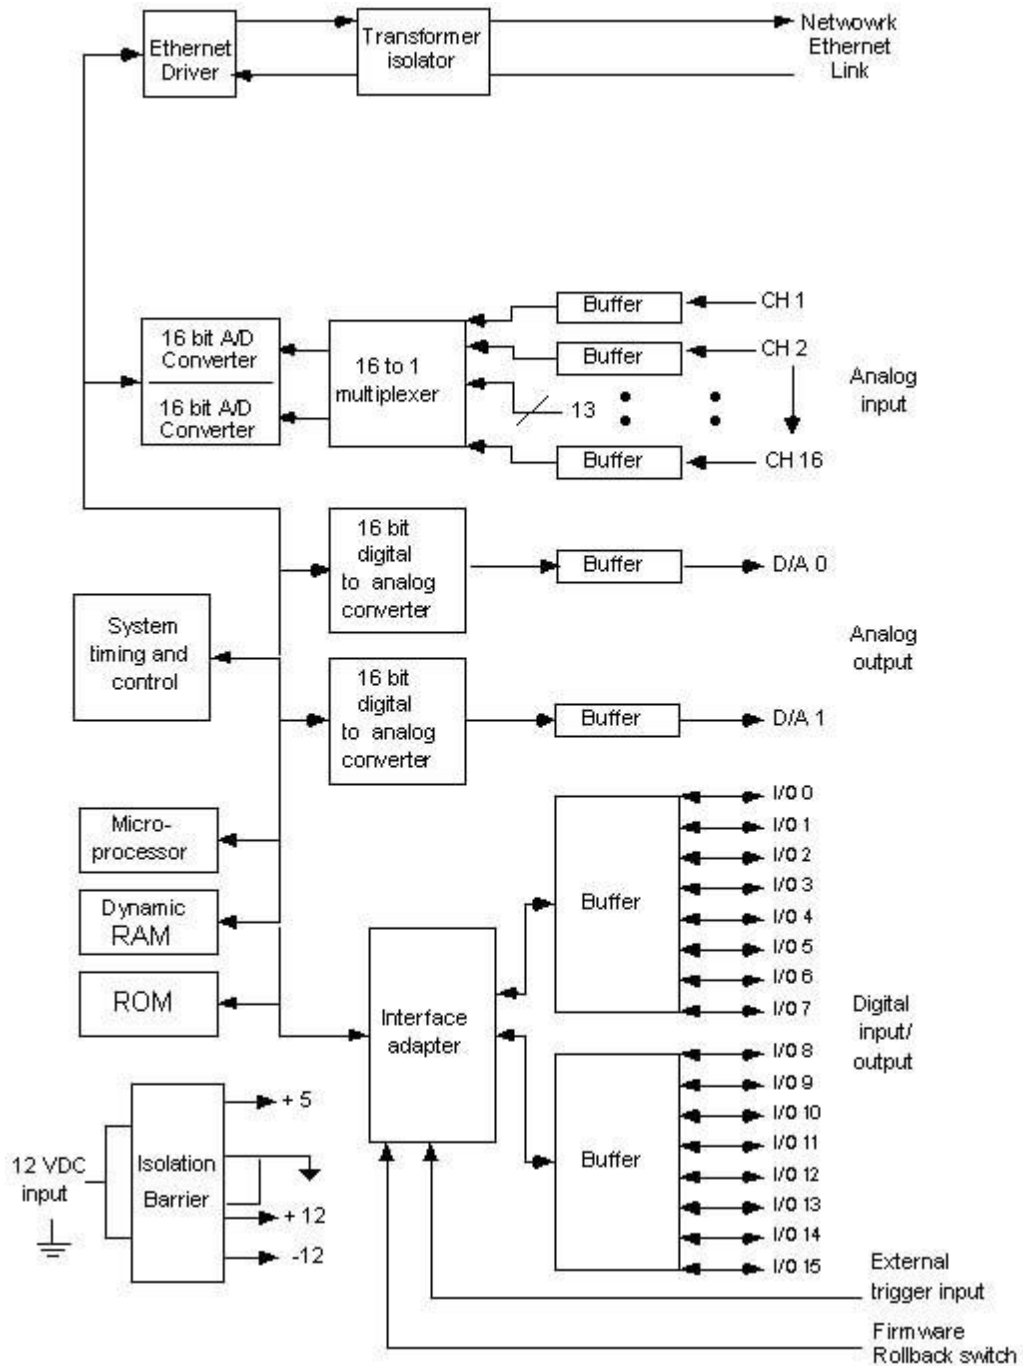 Ethernet
Driver
Transformer
isolator
Netwowrk
Ethernet
Link
16 bit A/D
Converter
16 bit A/D
Converter
16 to 1
multiplexer
13
Buffer
CH 1
Buffer
CH 2
Buffer
CH 16
Analog
input
16 bit
digital
to analog
converter
Buffer
D/A 0
System
timing and
control
16 bit
digital
to analog
converter
Buffer
D/A 1
Analog
output
Micro-
processor
Dynamic
RAM
ROM
Interface
adapter
Buffer
I/O 0
I/O 1
I/O 2
I/O 3
I/O 4
I/O 5
I/O 6
I/O 7
Buffer
I/O 8
I/O 9
I/O 10
I/O 11
I/O 12
I/O 13
I/O 14
I/O 15
Digital
input/
output
12 VDC
input
Isolation
Barrier
+ 5
+ 12
-12
External
trigger input
Firmware
Rollback switch